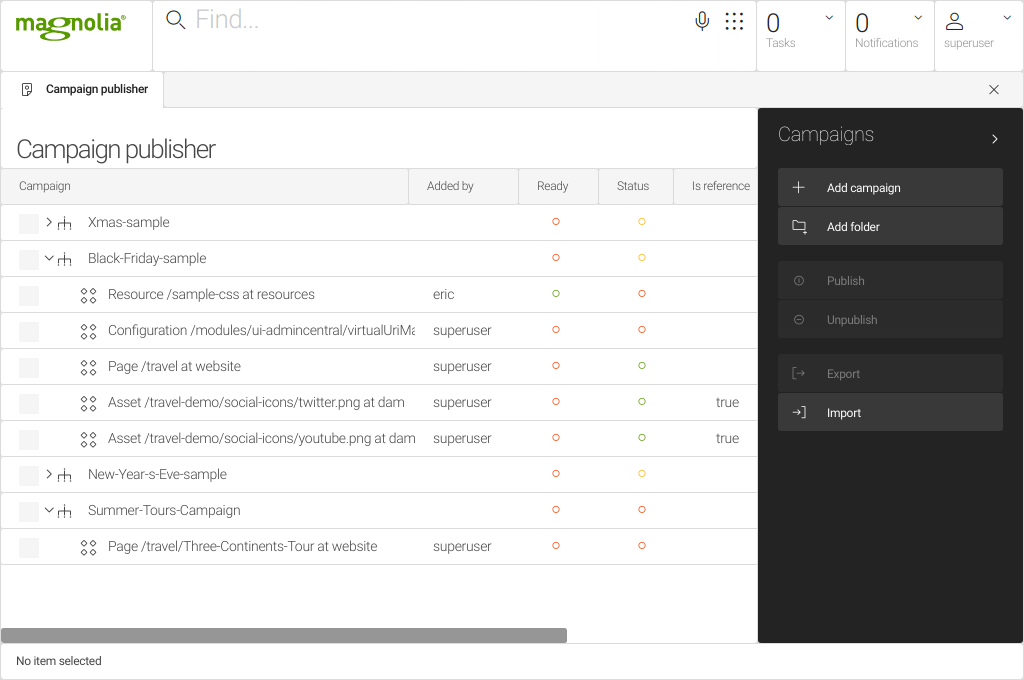 magnolia®
Find...
0
Tasks
0
Notifications
superuser
Campaign publisher
Campaign publisher
Campaign Added by Ready Status Is reference
Xmas-sample
Black-Friday-sample
Resource /sample-css at resources eric
Configuration /modules/ui-admincentral/virtualUriMa superuser
Page /travel at website superuser
Asset /travel-demo/social-icons/twitter.png at dam superuser true
Asset /travel-demo/social-icons/youtube.png at dam superuser true
New-Year-s-Eve-sample
Summer-Tours-Campaign
Page /travel/Three-Continents-Tour at website superuser
Campaigns
Add campaign
Add folder
Publish
Unpublish
Export
Import
No item selected